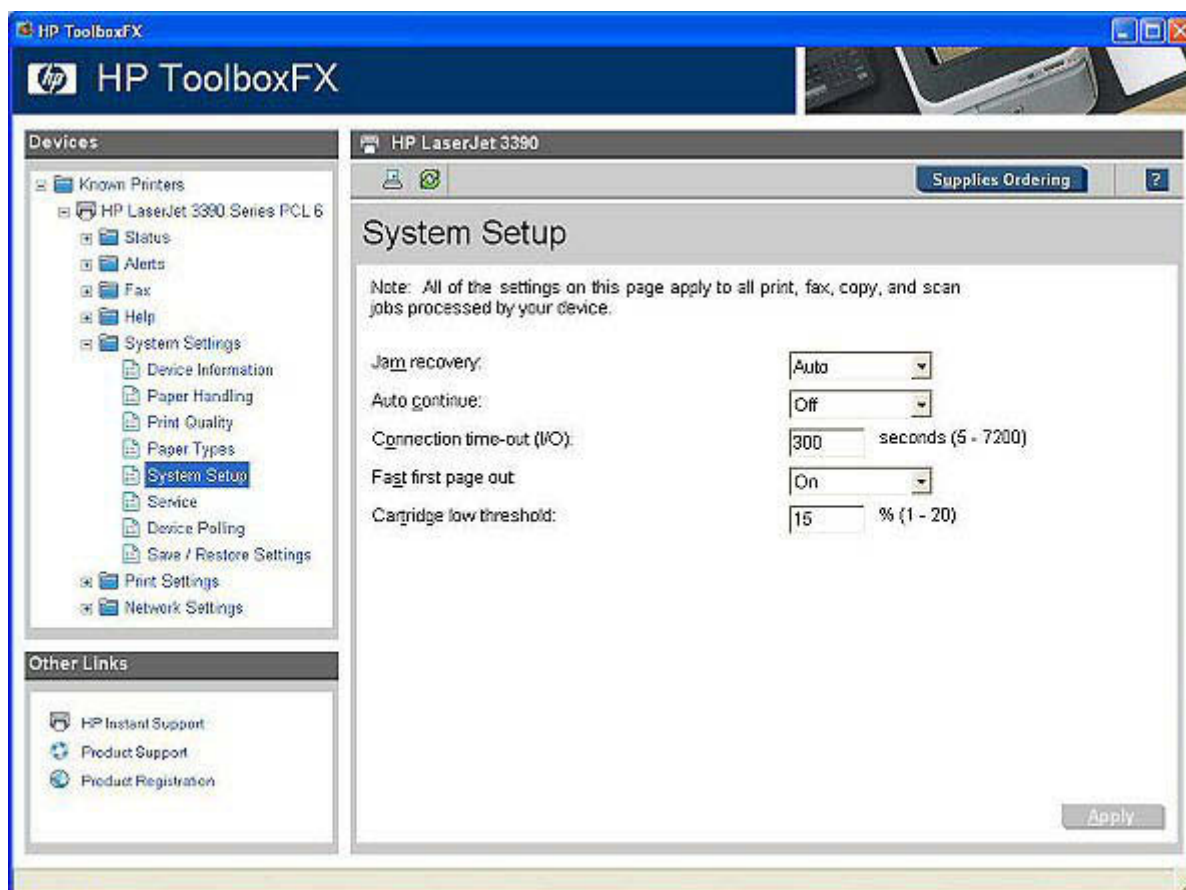 HP ToolboxFX
hp HP ToolboxFX
Devices
Known Printers
HP LaserJet 3390 Series PCL 6
Status
Alerts
Fax
Help
System Settings
Device Information
Paper Handling
Print Quality
Paper Types
System Setup
Service
Device Polling
Save / Restore Settings
Print Settings
Network Settings
Other Links
HP Instant Support
Product Support
Product Registration
HP LaserJet 3390
Supplies Ordering ?
System Setup
Note: All of the settings on this page apply to all print, fax, copy, and scan
jobs processed by your device.
Jam recovery: Auto
Auto continue: Off
Connection time-out (I/O): 300 seconds (5 - 7200)
Fast first page out On
Cartridge low threshold: 15 % (1 - 20)
Apply